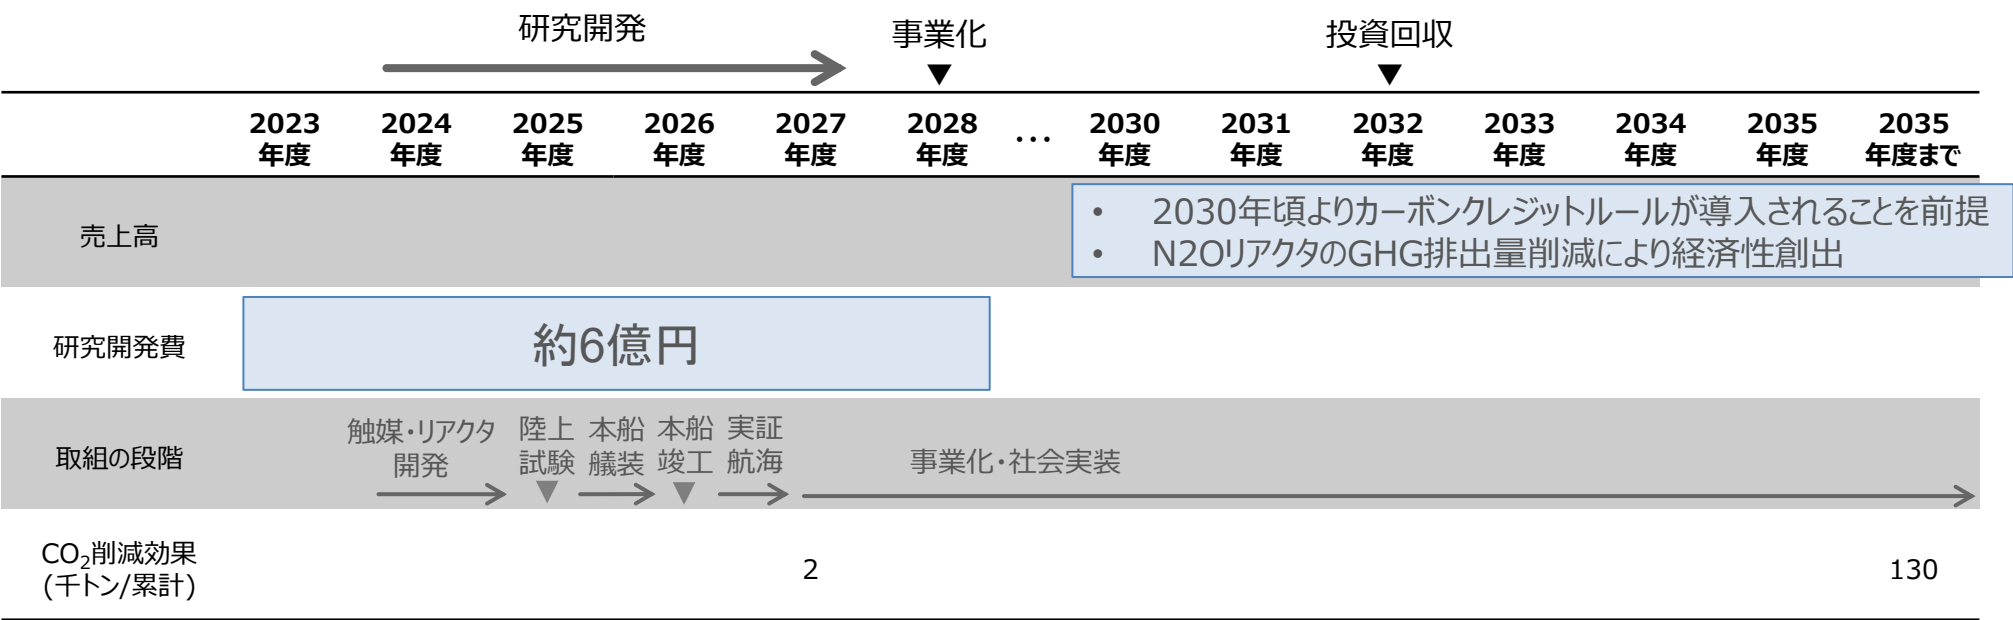 研究開発
事業化
投資回収
▼
▼
2023
年度
2024
年度
2025
年度
2026
年度
2027
年度
2028
年度
…
2030
年度
2031
年度
2032
年度
2033
年度
2034
年度
2035
年度
2035
年度まで
売上高
• 2030年頃よりカーボンクレジットルールが導入されることを前提
• N2OリアクタのGHG排出量削減により経済性創出
研究開発費
約6億円
取組の段階
触媒・リアクタ
開発
陸上
試験
本船
艤装
本船
竣工
実証
航海
事業化・社会実装
CO₂削減効果
(千トン/累計)
2
130